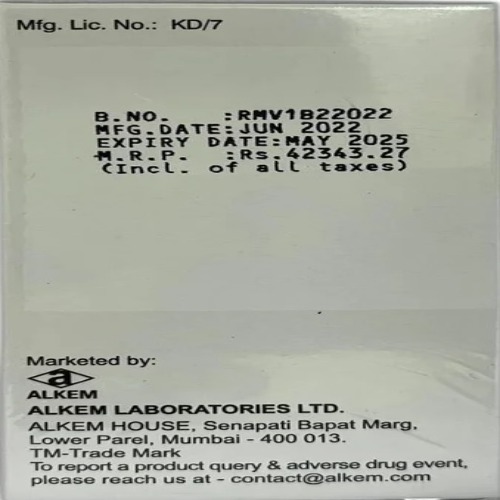 Mfg. Lic. No.: KD/7
B.NO. :RMV1B22022
MFG.DATE:JUN 2022
EXPIRY DATE:MAY 2025
M.R.P. :Rs.42343.27
(Incl. of all taxes)
Marketed by:
a
ALKEM
ALKEM LABORATORIES LTD.
ALKEM HOUSE, Senapati Bapat Marg,
Lower Parel, Mumbai - 400 013.
TM-Trade Mark
To report a product query & adverse drug event,
please reach us at - contact@alkem.com